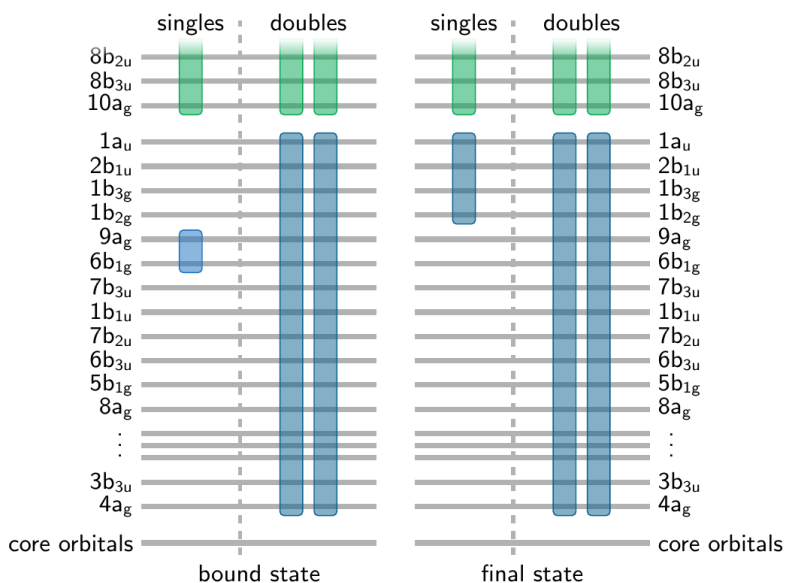 singles doubles singles doubles
8b2u 8b2u
8b3u 8b3u
10ag 10ag
1au 1au
2b1u 2b1u
1b3g 1b3g
1b2g 1b2g
9ag 9ag
6b1g 6b1g
7b3u 7b3u
1b1u 1b1u
7b2u 7b2u
6b3u 6b3u
5b1g 5b1g
8ag 8ag
⋮ ⋮
3b3u 3b3u
4ag 4ag
core orbitals core orbitals
bound state final state